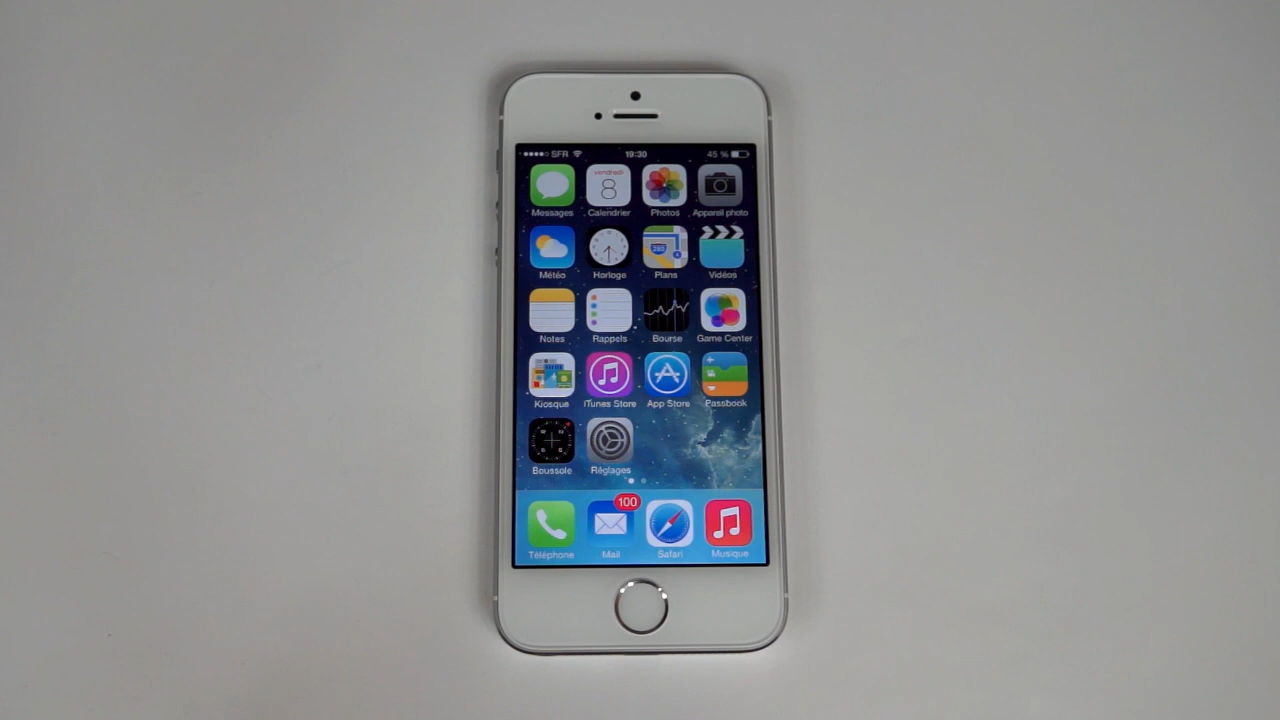 SFR 19:30 45 %
vendredi
8
Messages Calendrier Photos Appareil photo
280
Météo Horloge Plans Vidéos
Notes Rappels Bourse Game Center
Kiosque iTunes Store App Store Passbook
Boussole Réglages
100
Téléphone Mail Safari Musique